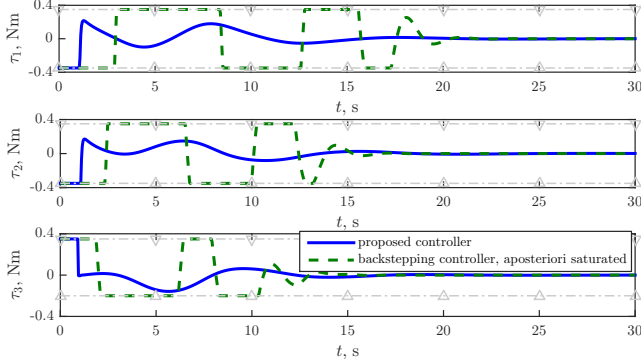 0.4
τ1, Nm
0
-0.4
0 5 10 15 20 25 30
t, s
0.4
τ2, Nm
0
-0.4
0 5 10 15 20 25 30
t, s
0.4
τ3, Nm
0
-0.4
proposed controller
backstepping controller, aposteriori saturated
0 5 10 15 20 25 30
t, s